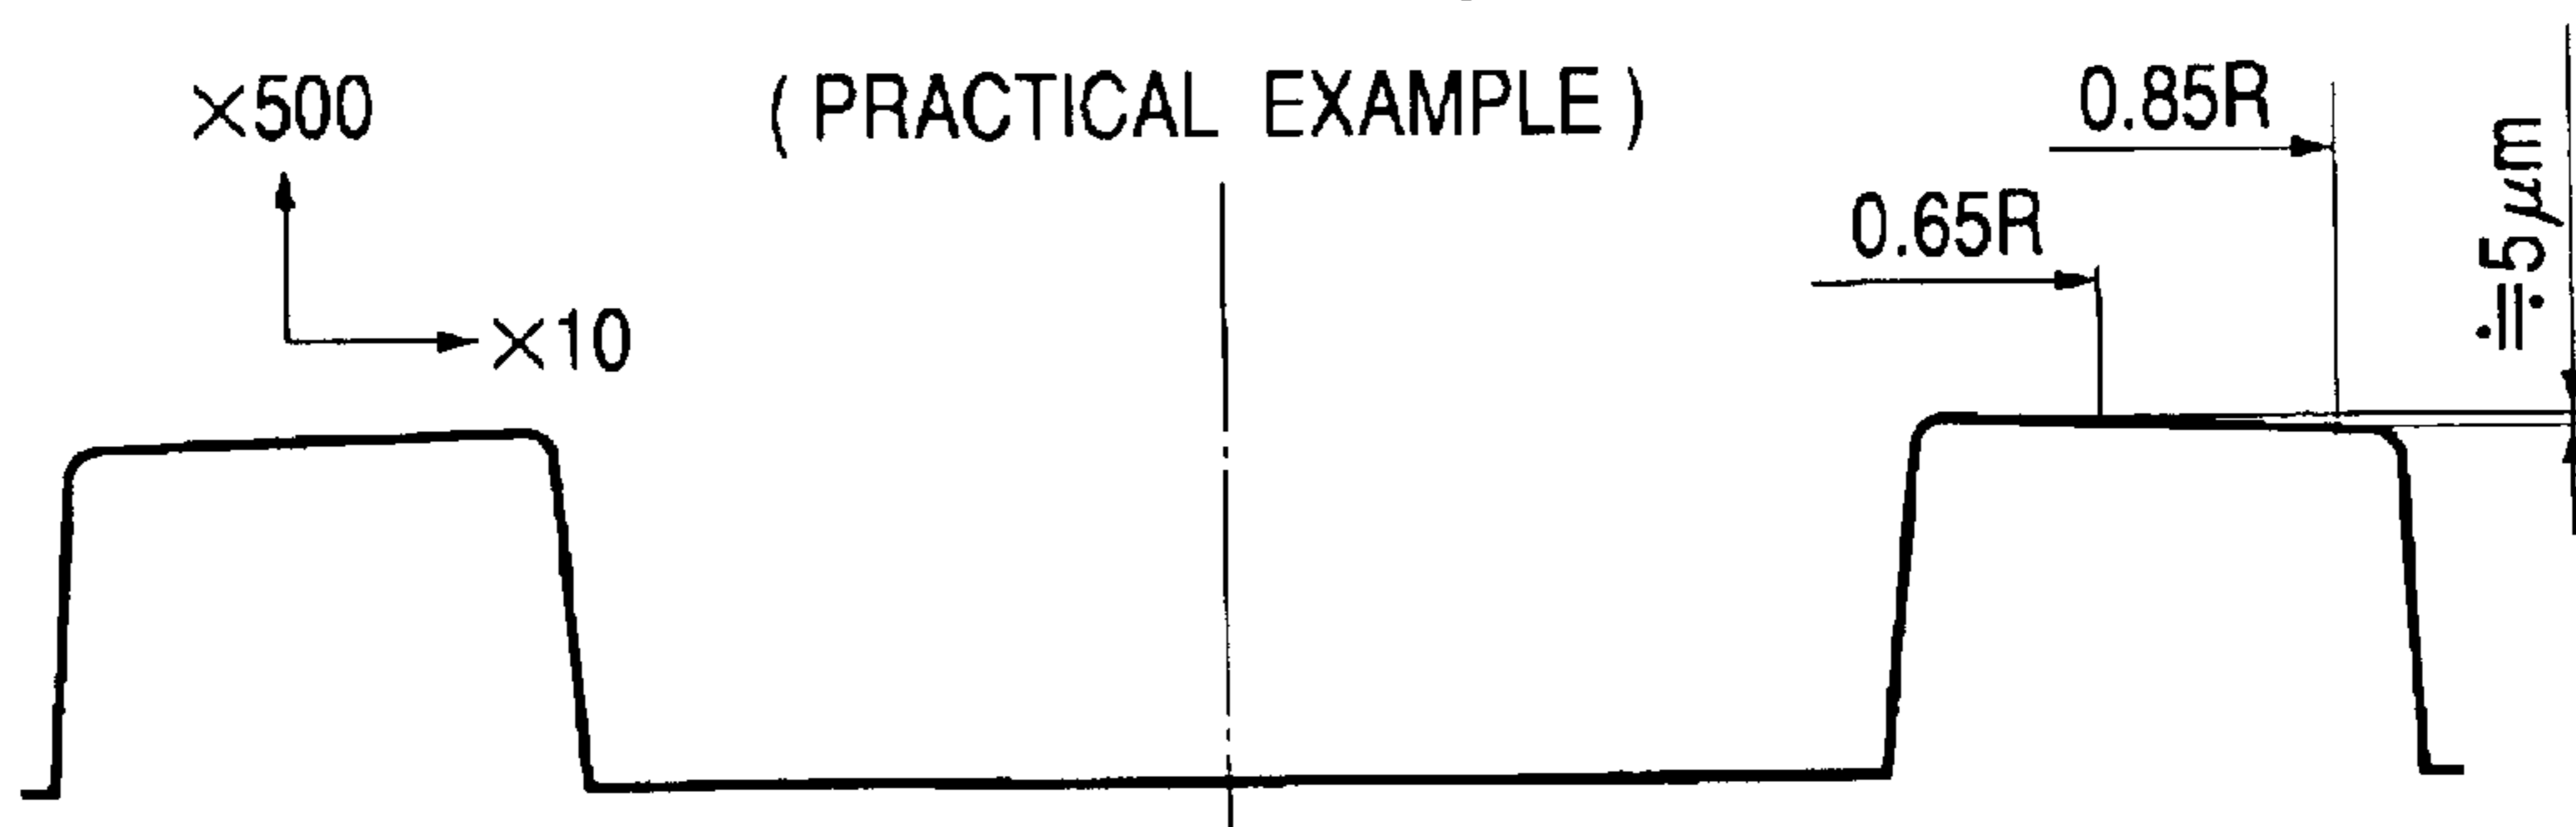 ×500
( PRACTICAL EXAMPLE )
0.85R
0.65R
≒5μm
×10